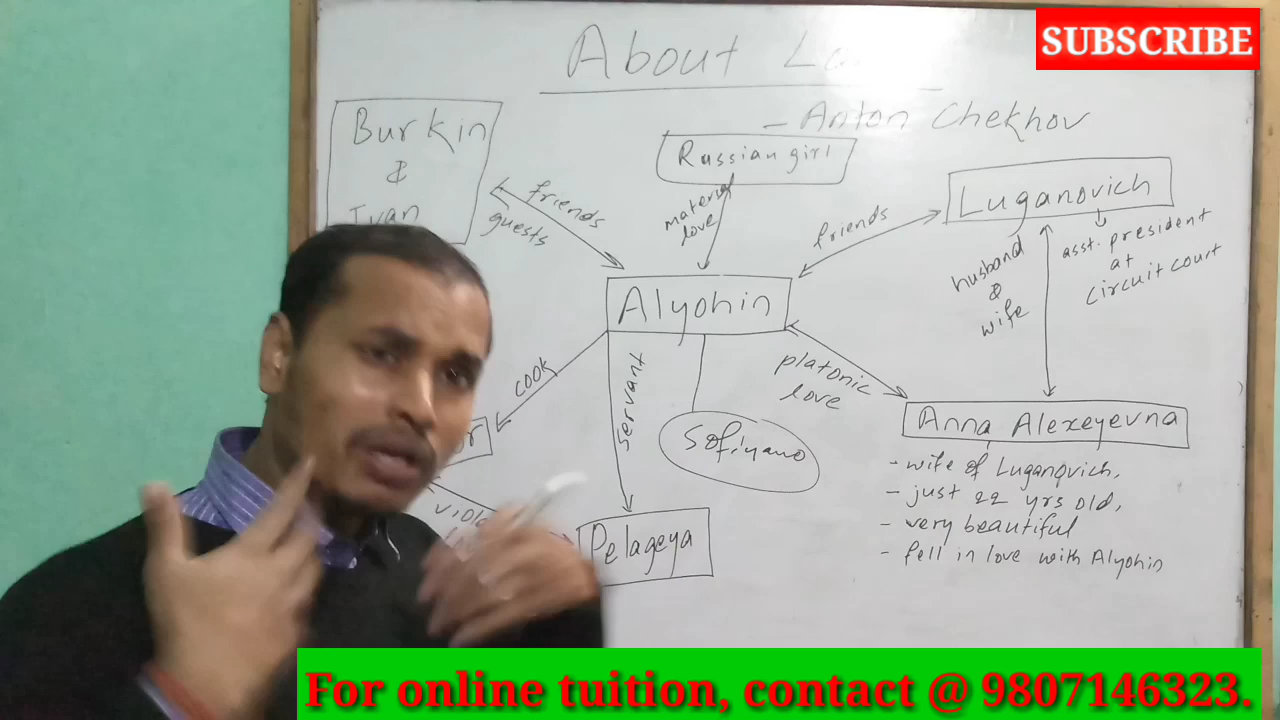 SUBSCRIBE
About
- Anton Chekhov
Burkin
&
Ivan
friends
guests
Russian girl
material
love
friends
Luganovich
asst. president
at
circuit court
husband
&
wife
Alyohin
cook
servant
Sofiyano
platonic
love
Anna Alexeyevna
- wife of Luganovich,
- just 22 yrs old,
- very beautiful
- fell in love with Alyohin
Pelageya
For online tuition, contact @ 9807146323.